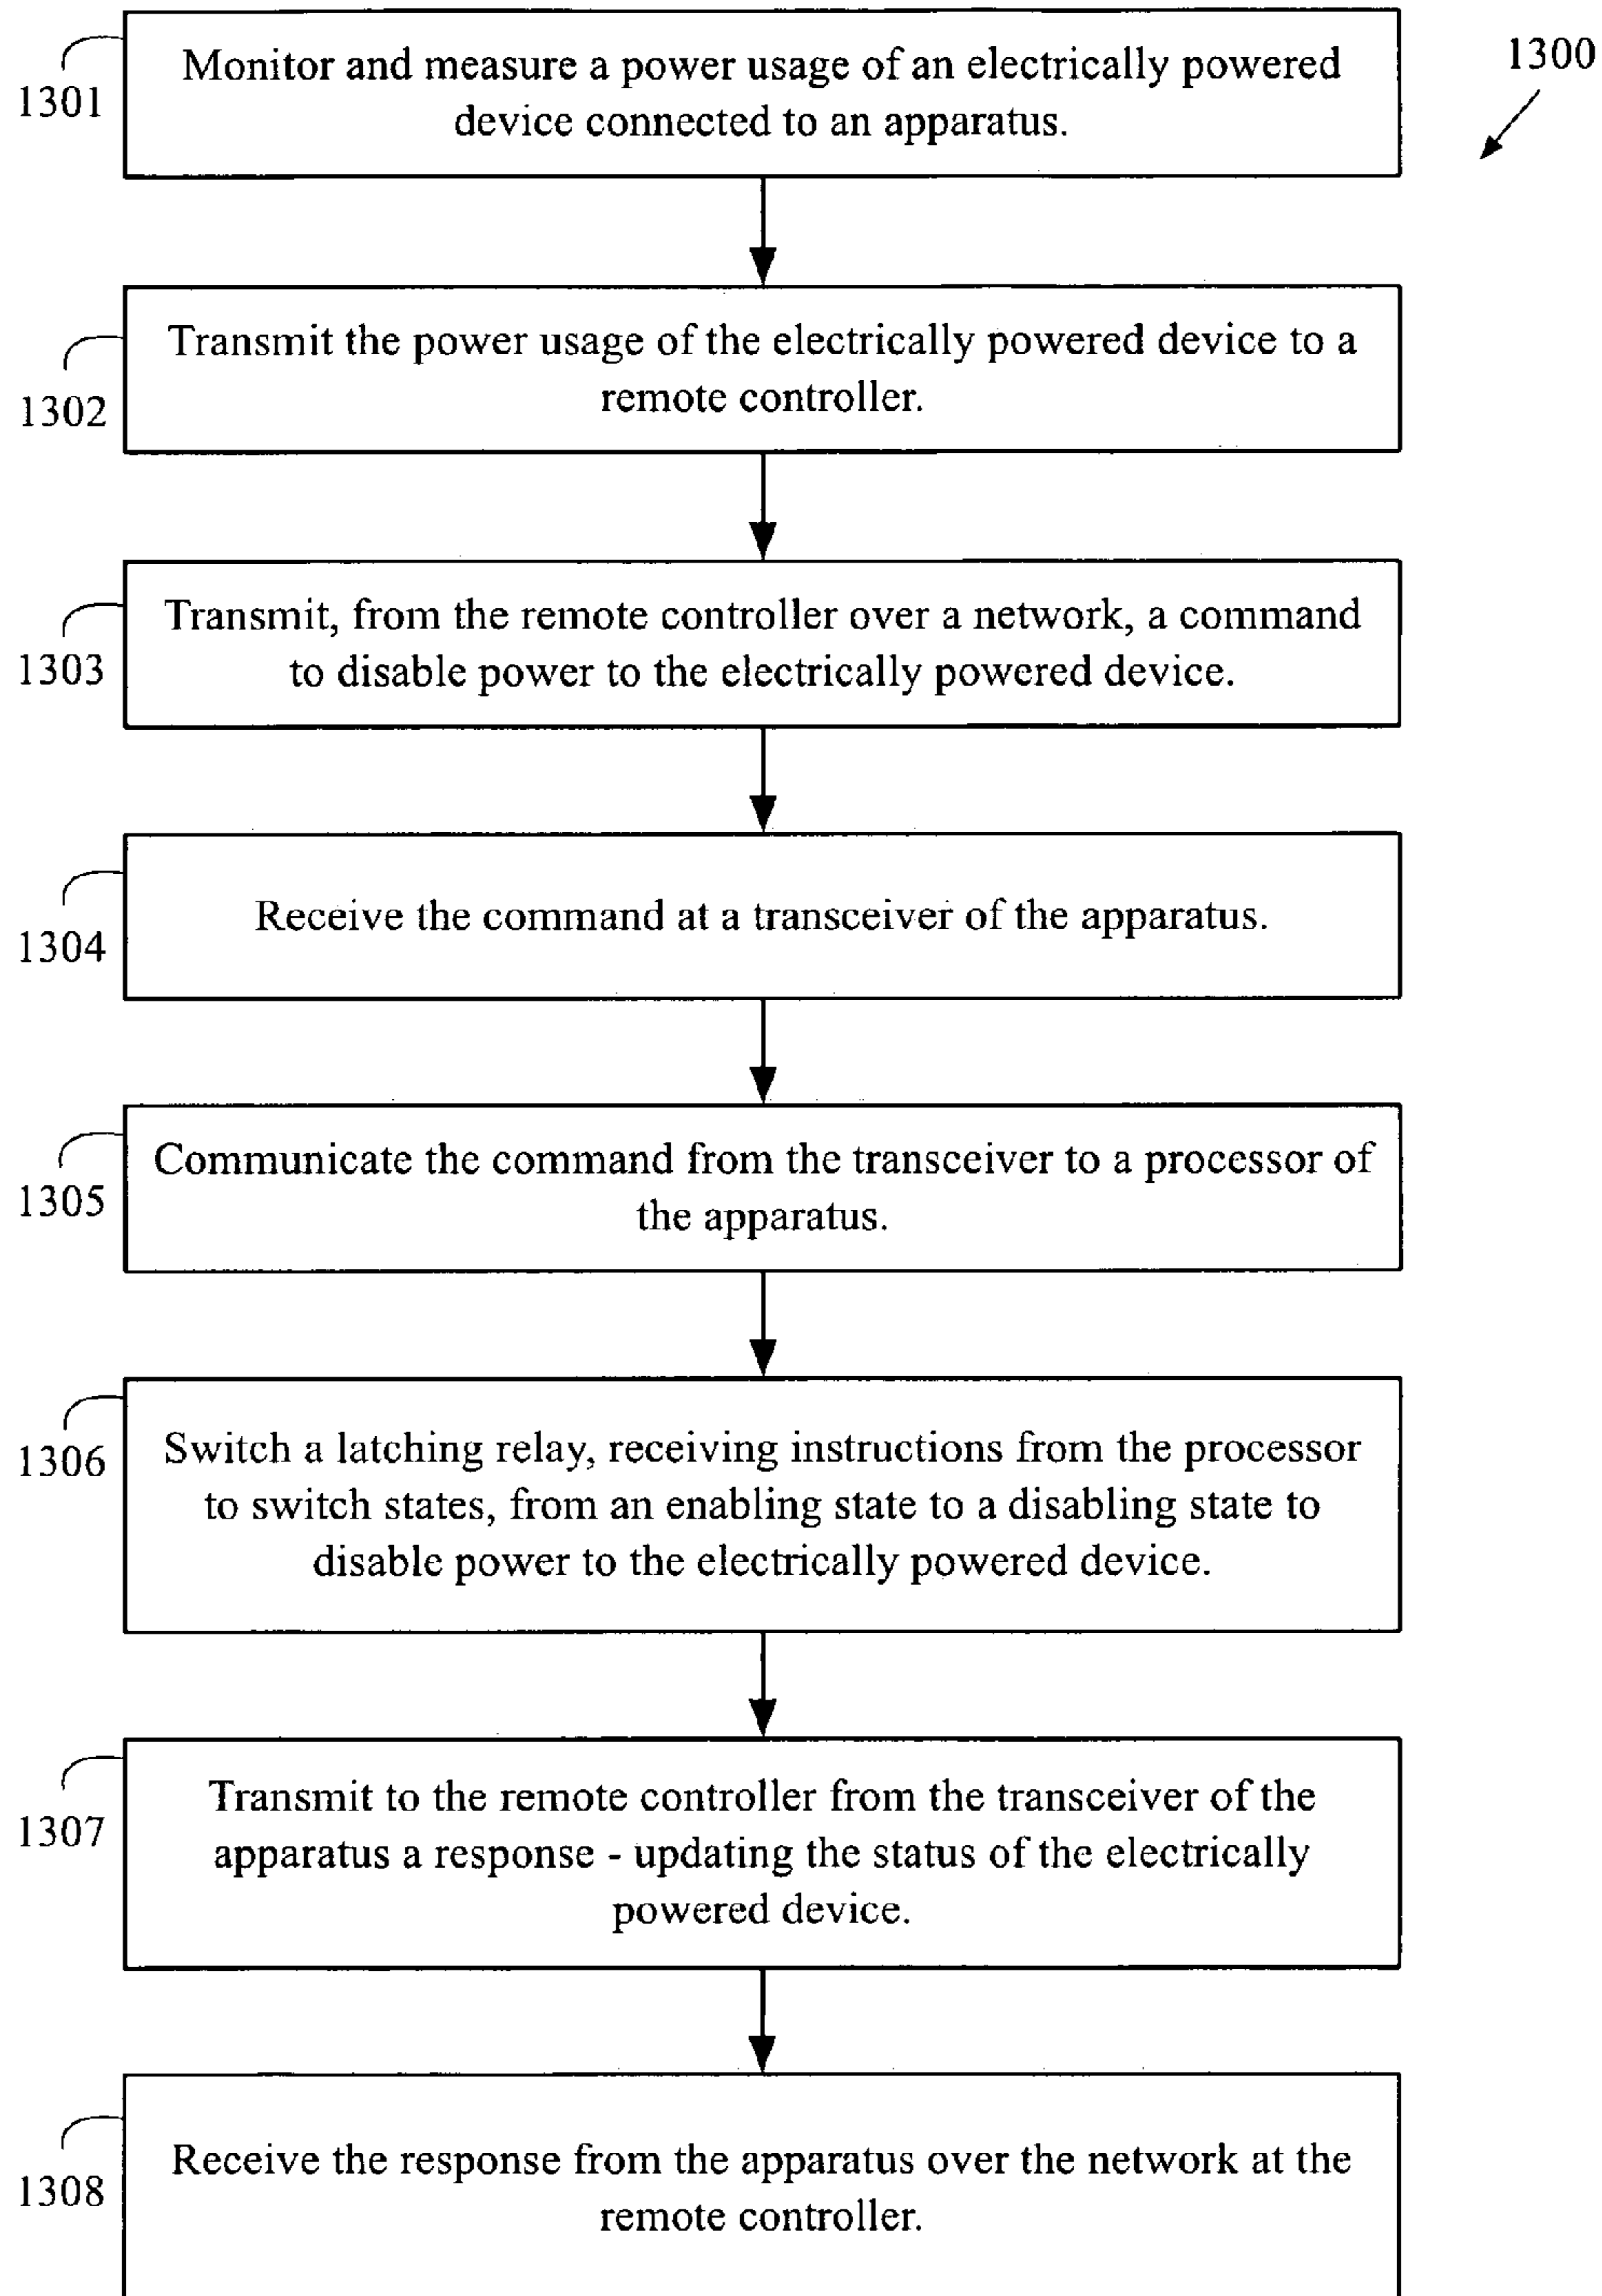 1300
1301
Monitor and measure a power usage of an electrically powered
device connected to an apparatus.
1302
Transmit the power usage of the electrically powered device to a
remote controller.
1303
Transmit, from the remote controller over a network, a command
to disable power to the electrically powered device.
1304
Receive the command at a transceiver of the apparatus.
1305
Communicate the command from the transceiver to a processor of
the apparatus.
1306
Switch a latching relay, receiving instructions from the processor
to switch states, from an enabling state to a disabling state to
disable power to the electrically powered device.
1307
Transmit to the remote controller from the transceiver of the
apparatus a response - updating the status of the electrically
powered device.
1308
Receive the response from the apparatus over the network at the
remote controller.